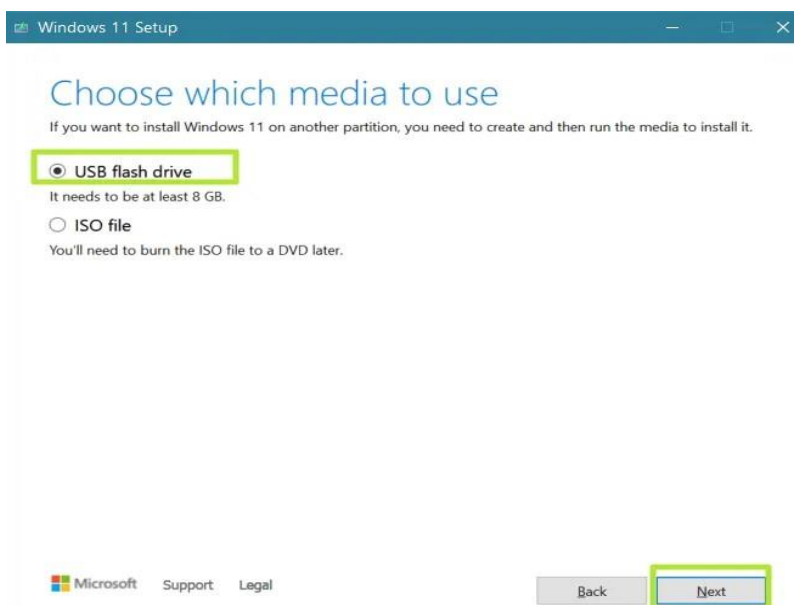 Windows 11 Setup
Choose which media to use
If you want to install Windows 11 on another partition, you need to create and then run the media to install it.
USB flash drive
It needs to be at least 8 GB.
ISO file
You'll need to burn the ISO file to a DVD later.
Microsoft Support Legal Back Next